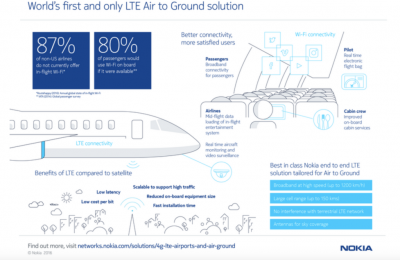 World's first and only LTE Air to Ground solution
87%
of non-US airlines
do not currently offer
in-flight Wi-Fi*
80%
of passengers would
use Wi-Fi on board
if it were available**
Better connectivity,
more satisfied users
Wi-Fi connectivity
Passengers
Broadband
connectivity
for passengers
Pilot
Real time
electronic
flight bag
Airlines
Mid-flight data
loading of in-flight
entertainment
system
Real time aircraft
monitoring and
video surveillance
Cabin crew
Improved
on-board
cabin services
LTE connectivity
Benefits of LTE compared to satellite
Low latency
Low cost per bit
Scalable to support high traffic
Reduced on-board equipment size
Fast installation time
Best in class Nokia end to end LTE
solution tailored for Air to Ground
Broadband at high speed up to 1200 km/h
Large cell range up to 150 km
No interference with terrestrial LTE network
Antennas for sky coverage
Find out more, visit networks.nokia.com/solutions/4g-lte-airports-and-air-ground
NOKIA